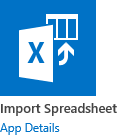 X
Import Spreadsheet
App Details